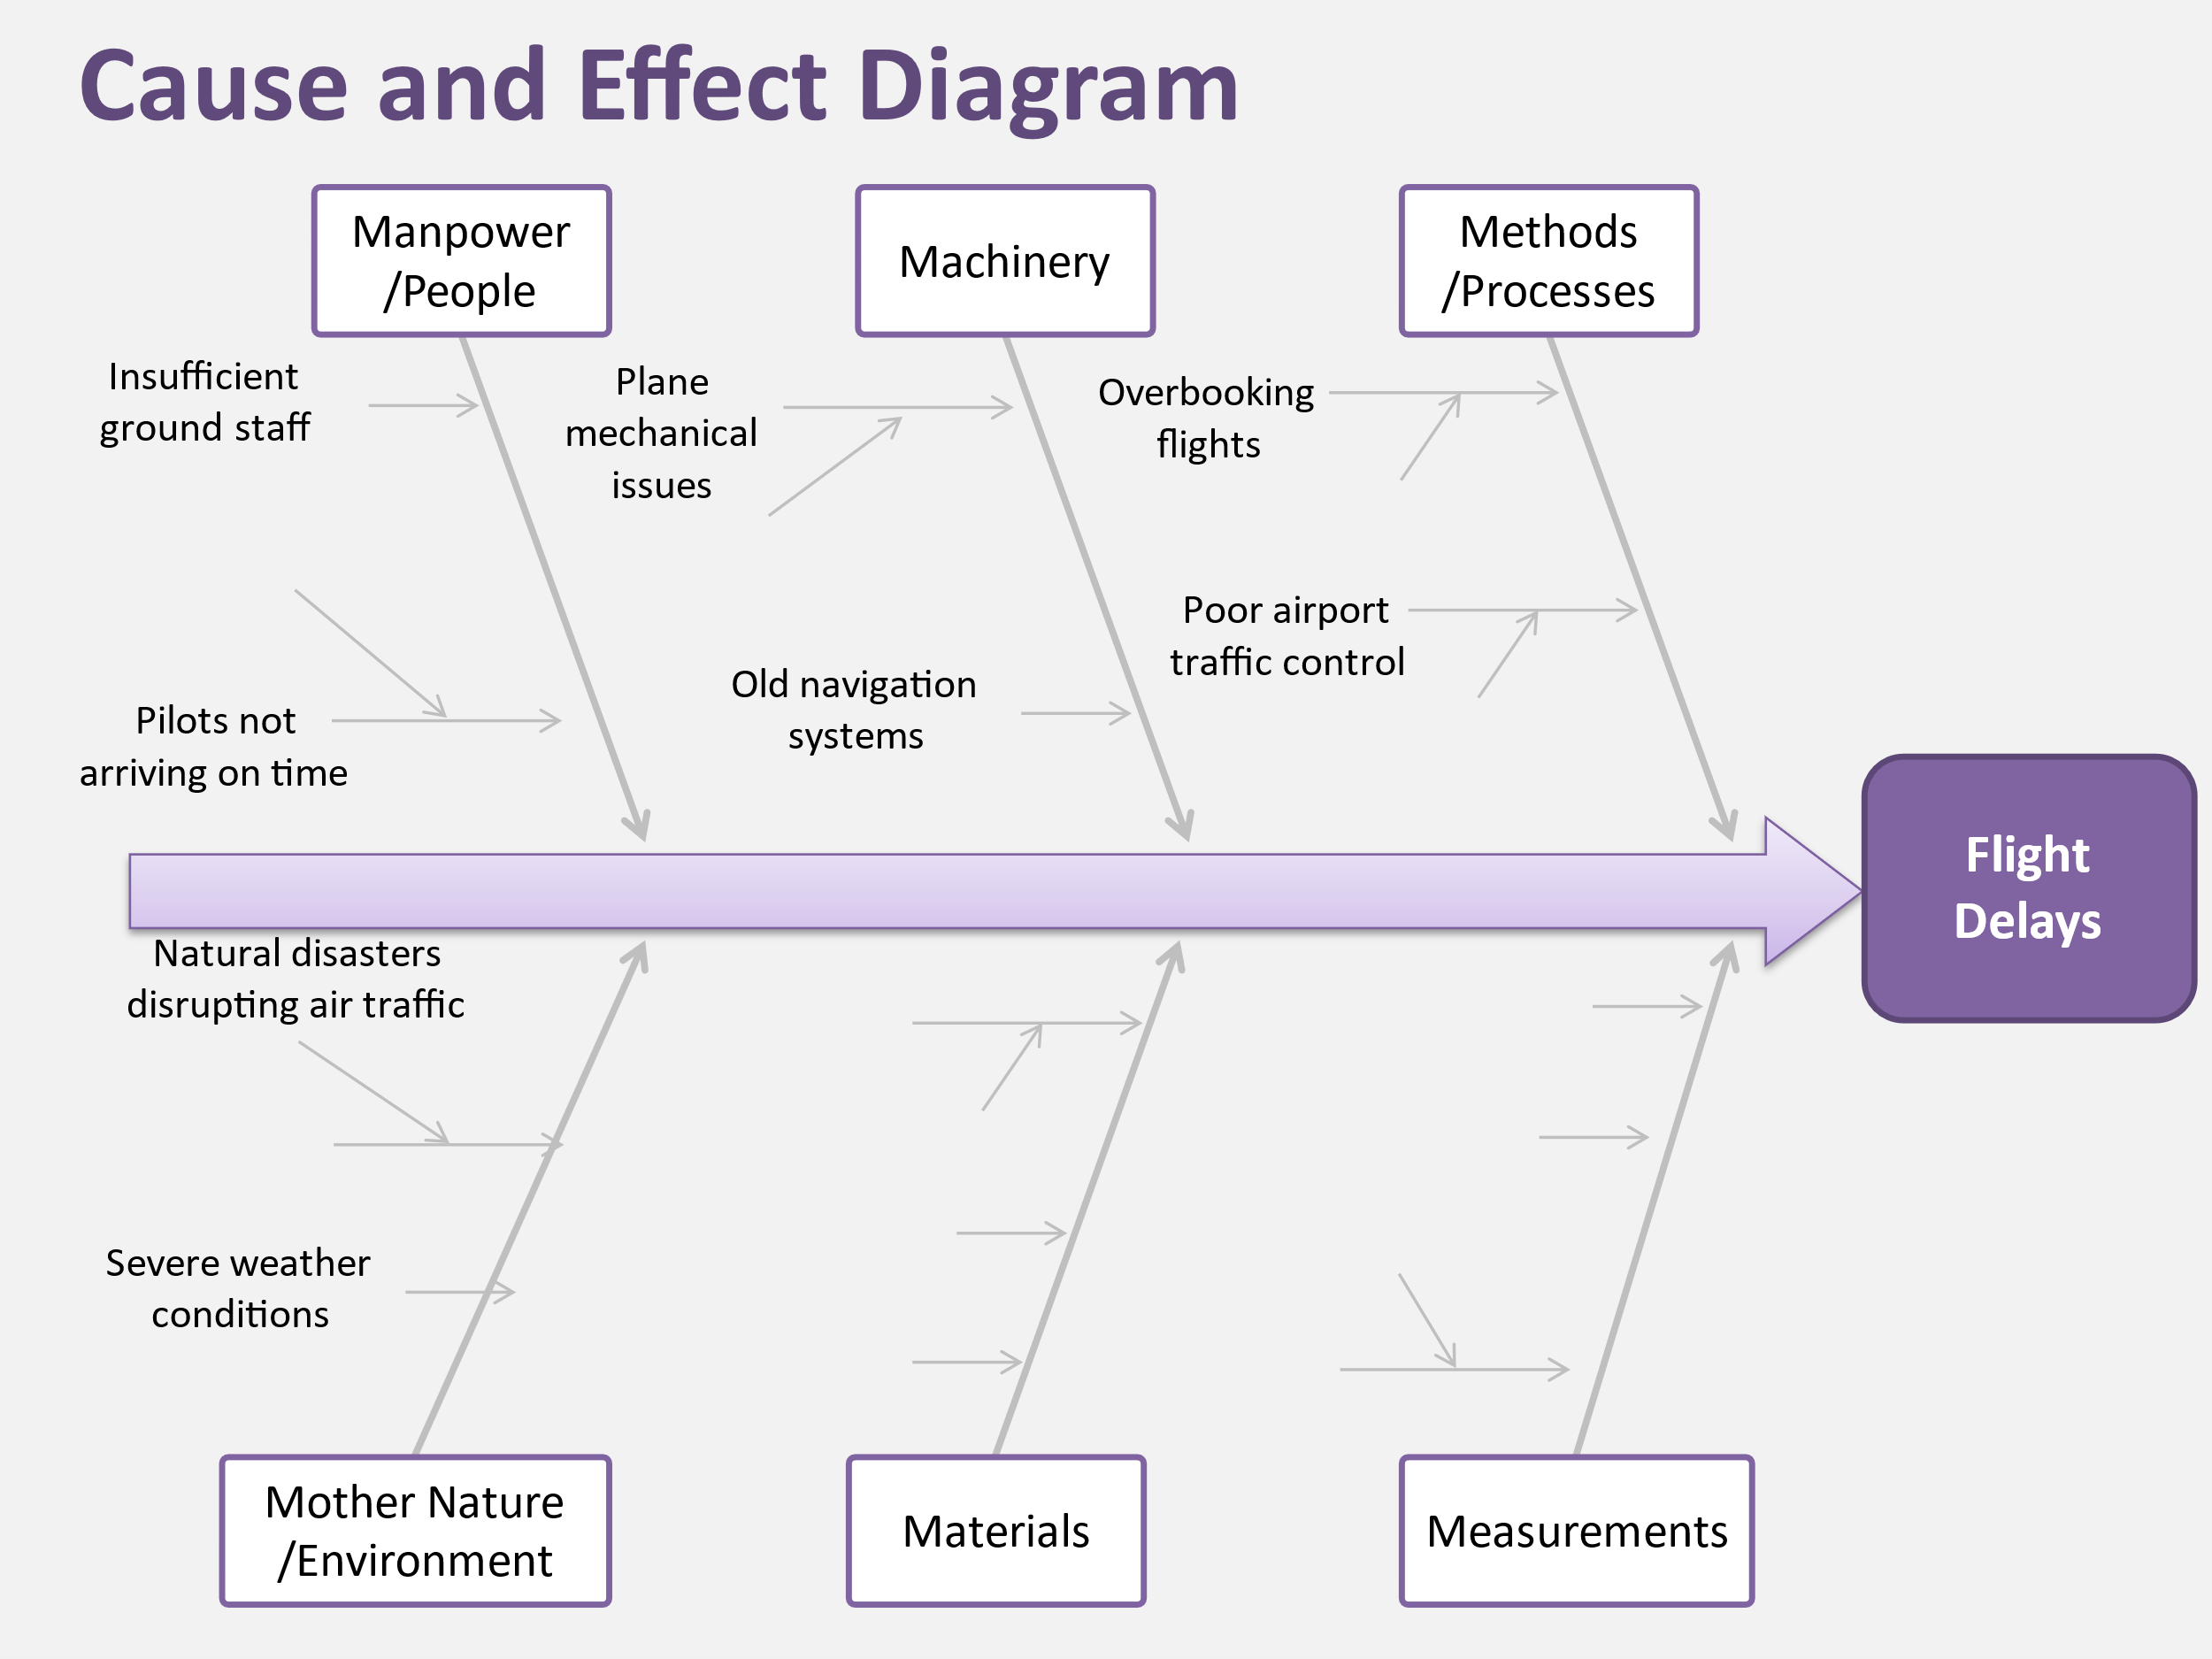 Cause and Effect Diagram
Manpower
/People
Machinery
Methods
/Processes
Insufficient
ground staff
Plane
mechanical
issues
Overbooking
flights
Pilots not
arriving on time
Old navigation
systems
Poor airport
traffic control
Flight
Delays
Natural disasters
disrupting air traffic
Severe weather
conditions
Mother Nature
/Environment
Materials
Measurements